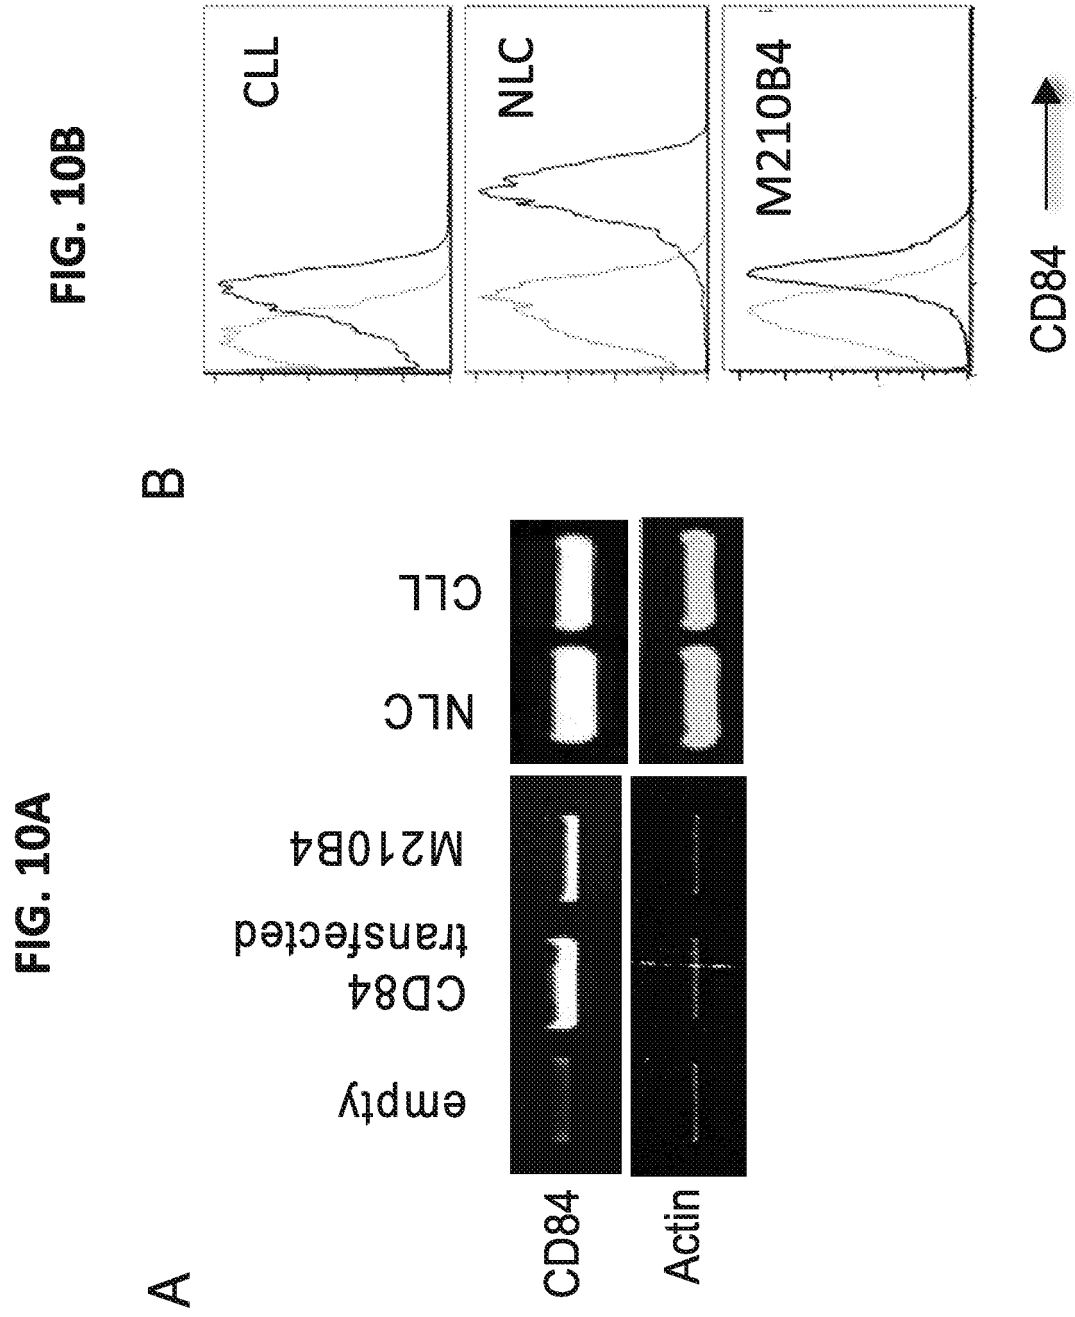 FIG. 10A
A
empty
CD84
transfected
M210B4
NLC
CLL
CD84
Actin
FIG. 10B
B
CLL
NLC
M210B4
CD84